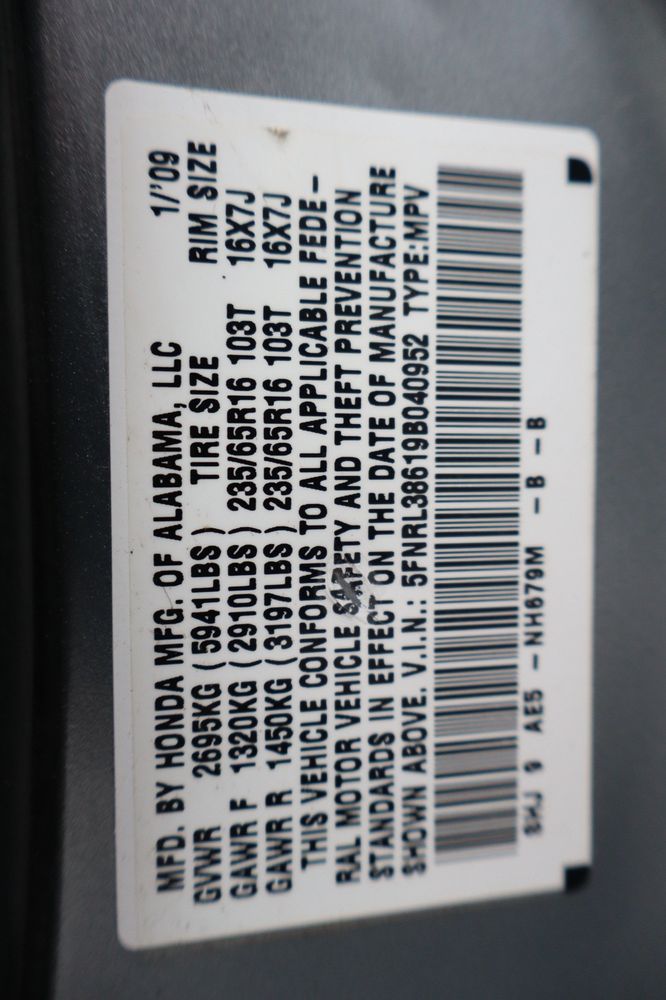 MFD. BY HONDA MFG. OF ALABAMA, LLC 1/'09
GVWR 2695KG (5941LBS) TIRE SIZE RIM SIZE
GAWR F 1320KG (2910LBS) 235/65R16 103T 16X7J
GAWR R 1450KG (3197LBS) 235/65R16 103T 16X7J
THIS VEHICLE CONFORMS TO ALL APPLICABLE FEDE–
RAL MOTOR VEHICLE SAFETY AND THEFT PREVENTION
STANDARDS IN EFFECT ON THE DATE OF MANUFACTURE
SHOWN ABOVE. V.I.N.: 5FNRL38619B040952 TYPE:MPV
SHJ 9 AE5 –NH679M –B –B